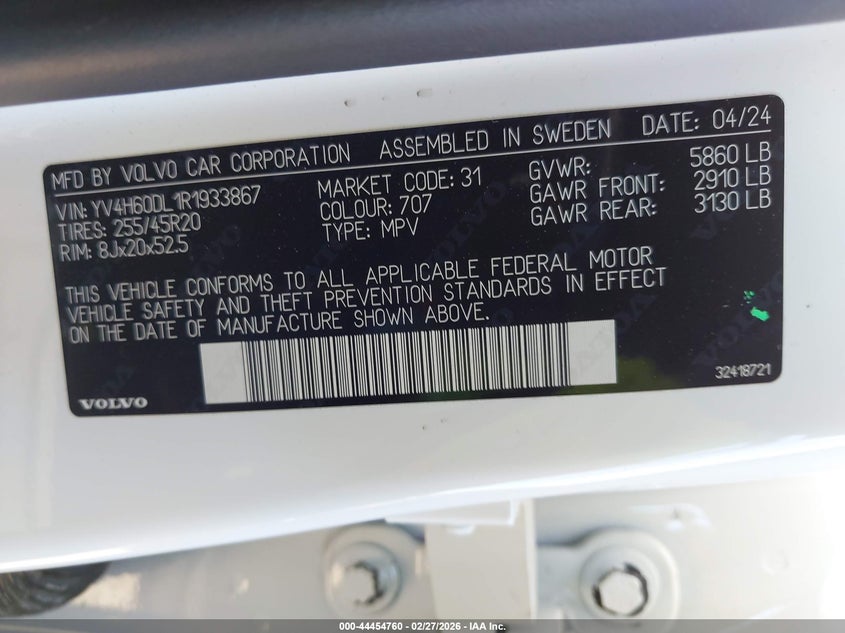 MFD BY VOLVO CAR CORPORATION ASSEMBLED IN SWEDEN DATE: 04/24
VIN: YV4H60DL1R1933867 MARKET CODE: 31 GVWR: 5860 LB
TIRES: 255/45R20 COLOUR: 707 GAWR FRONT: 2910 LB
RIM: 8Jx20x52.5 TYPE: MPV GAWR REAR: 3130 LB
THIS VEHICLE CONFORMS TO ALL APPLICABLE FEDERAL MOTOR
VEHICLE SAFETY AND THEFT PREVENTION STANDARDS IN EFFECT
ON THE DATE OF MANUFACTURE SHOWN ABOVE.
VOLVO 32418721
000-44454760 - 02/27/2026 - IAA Inc.